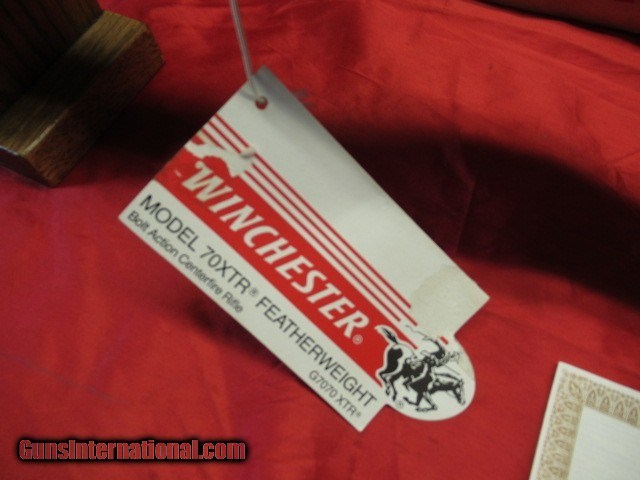 WINCHESTER®
MODEL 70XTR® FEATHERWEIGHT
Bolt Action Centerfire Rifle
G7070 XTR®
®
GunsInternational.com